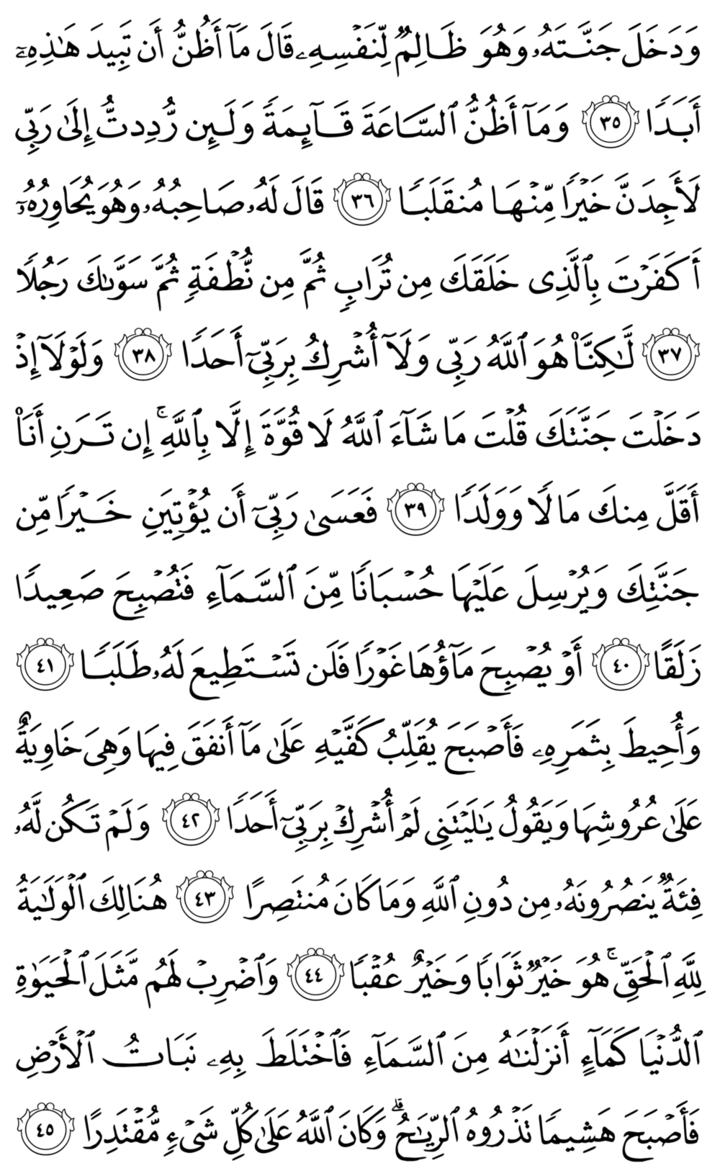 وَدَخَلَ جَنَّتَهُۥ وَهُوَ ظَالِمٌ لِّنَفْسِهِۦ قَالَ مَآ أَظُنُّ أَن تَبِيدَ هَٰذِهِۦٓ
أَبَدًا ٣٥ وَمَآ أَظُنُّ ٱلسَّاعَةَ قَآئِمَةً وَلَئِن رُّدِدتُّ إِلَىٰ رَبِّى
لَأَجِدَنَّ خَيْرًا مِّنْهَا مُنقَلَبًا ٣٦ قَالَ لَهُۥ صَاحِبُهُۥ وَهُوَ يُحَاوِرُهُۥٓ
أَكَفَرْتَ بِٱلَّذِى خَلَقَكَ مِن تُرَابٍ ثُمَّ مِن نُّطْفَةٍ ثُمَّ سَوَّىٰكَ رَجُلًا
٣٧ لَّٰكِنَّا۠ هُوَ ٱللَّهُ رَبِّى وَلَآ أُشْرِكُ بِرَبِّىٓ أَحَدًا ٣٨ وَلَوْلَآ إِذْ
دَخَلْتَ جَنَّتَكَ قُلْتَ مَا شَآءَ ٱللَّهُ لَا قُوَّةَ إِلَّا بِٱللَّهِ ۚ إِن تَرَنِ أَنَا۠
أَقَلَّ مِنكَ مَالًا وَوَلَدًا ٣٩ فَعَسَىٰ رَبِّىٓ أَن يُؤْتِيَنِ خَيْرًا مِّن
جَنَّتِكَ وَيُرْسِلَ عَلَيْهَا حُسْبَانًا مِّنَ ٱلسَّمَآءِ فَتُصْبِحَ صَعِيدًا
زَلَقًا ٤٠ أَوْ يُصْبِحَ مَآؤُهَا غَوْرًا فَلَن تَسْتَطِيعَ لَهُۥ طَلَبًا ٤١
وَأُحِيطَ بِثَمَرِهِۦ فَأَصْبَحَ يُقَلِّبُ كَفَّيْهِ عَلَىٰ مَآ أَنفَقَ فِيهَا وَهِىَ خَاوِيَةٌ
عَلَىٰ عُرُوشِهَا وَيَقُولُ يَٰلَيْتَنِى لَمْ أُشْرِكْ بِرَبِّىٓ أَحَدًا ٤٢ وَلَمْ تَكُن لَّهُۥ
فِئَةٌ يَنصُرُونَهُۥ مِن دُونِ ٱللَّهِ وَمَا كَانَ مُنتَصِرًا ٤٣ هُنَالِكَ ٱلْوَلَٰيَةُ
لِلَّهِ ٱلْحَقِّ ۚ هُوَ خَيْرٌ ثَوَابًا وَخَيْرٌ عُقْبًا ٤٤ وَٱضْرِبْ لَهُم مَّثَلَ ٱلْحَيَوٰةِ
ٱلدُّنْيَا كَمَآءٍ أَنزَلْنَٰهُ مِنَ ٱلسَّمَآءِ فَٱخْتَلَطَ بِهِۦ نَبَاتُ ٱلْأَرْضِ
فَأَصْبَحَ هَشِيمًا تَذْرُوهُ ٱلرِّيَٰحُ ۗ وَكَانَ ٱللَّهُ عَلَىٰ كُلِّ شَىْءٍ مُّقْتَدِرًا ٤٥